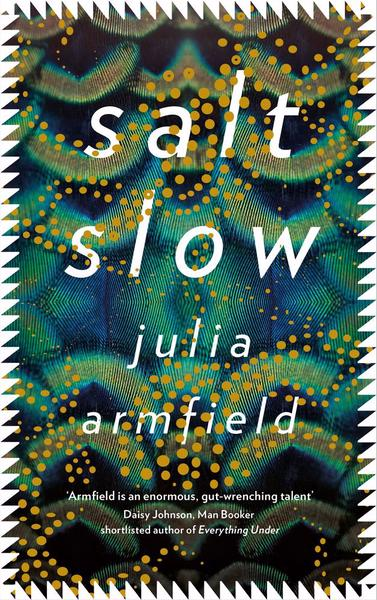 salt
slow
julia
armfield
‘Armfield is an enormous, gut-wrenching talent’
Daisy Johnson, Man Booker
shortlisted author of Everything Under